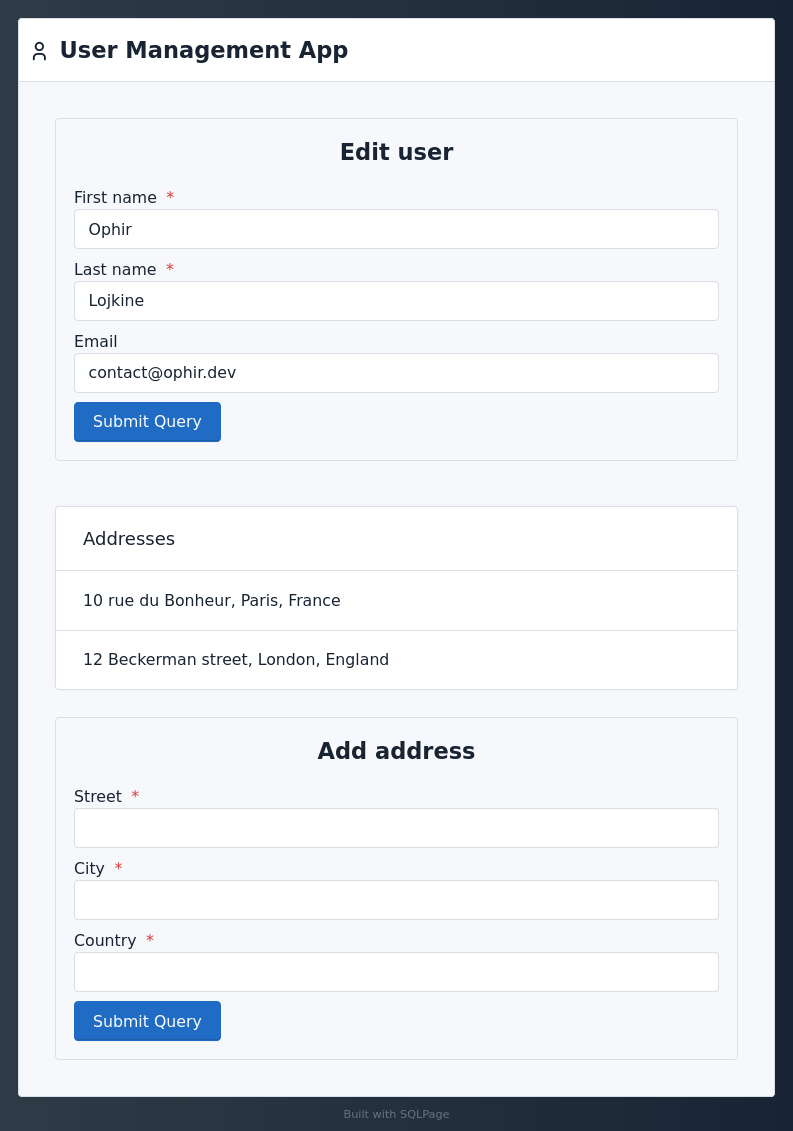 User Management App
Edit user
First name *
Ophir
Last name *
Lojkine
Email
contact@ophir.dev
Submit Query
Addresses
10 rue du Bonheur, Paris, France
12 Beckerman street, London, England
Add address
Street *
City *
Country *
Submit Query
Built with SQLPage